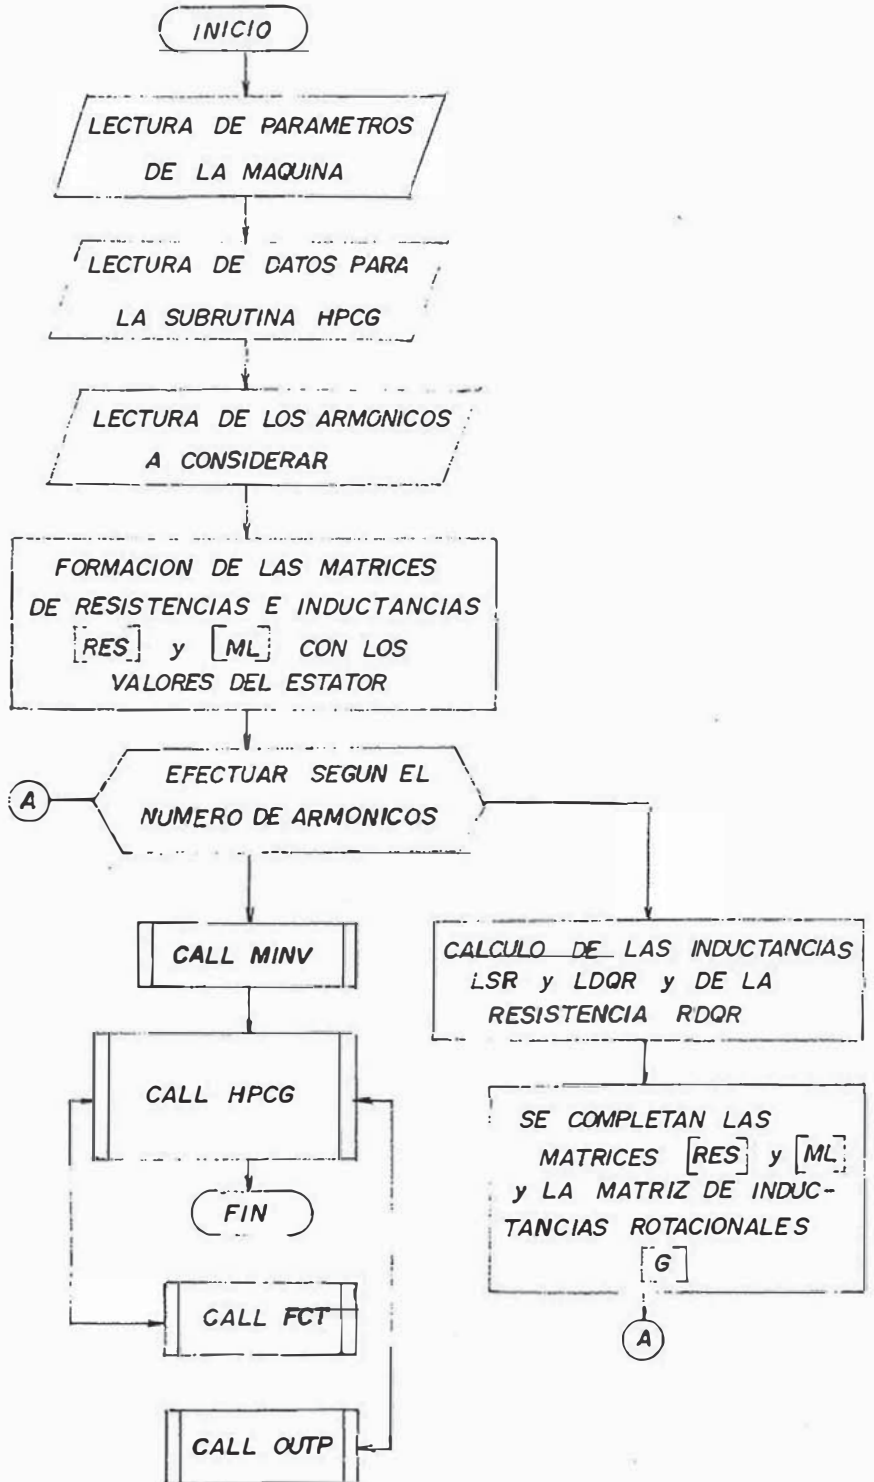 INICIO
LECTURA DE PARAMETROS
DE LA MAQUINA
LECTURA DE DATOS PARA
LA SUBRUTINA HPCG
LECTURA DE LOS ARMONICOS
A CONSIDERAR
FORMACION DE LAS MATRICES
DE RESISTENCIAS E INDUCTANCIAS
[RES] y [ML] CON LOS
VALORES DEL ESTATOR
EFECTUAR SEGUN EL
NUMERO DE ARMONICOS
A
CALL MINV
CALL HPCG
FIN
CALL FCT
CALL OUTP
CALCULO DE LAS INDUCTANCIAS
LSR y LDQR y DE LA
RESISTENCIA RDQR
SE COMPLETAN LAS
MATRICES [RES] y [ML]
y LA MATRIZ DE INDUC-
TANCIAS ROTACIONALES
[G]
A